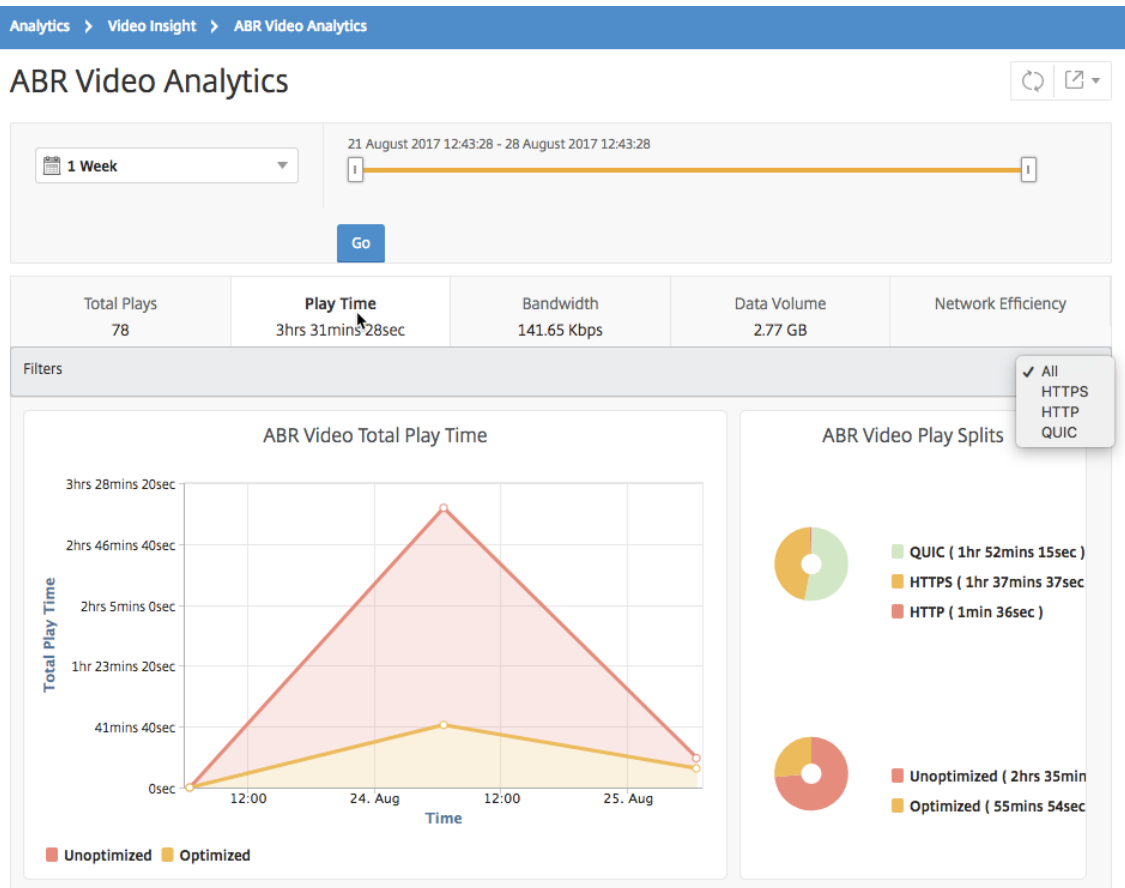 Analytics > Video Insight > ABR Video Analytics
ABR Video Analytics
21 August 2017 12:43:28 - 28 August 2017 12:43:28
1 Week
Go
Total Plays
78
Play Time
3hrs 31mins 28sec
Bandwidth
141.65 Kbps
Data Volume
2.77 GB
Network Efficiency
Filters
✓ All
HTTPS
HTTP
QUIC
ABR Video Total Play Time
Total Play Time
3hrs 28mins 20sec
2hrs 46mins 40sec
2hrs 5mins 0sec
1hr 23mins 20sec
41mins 40sec
0sec
12:00
24. Aug
12:00
25. Aug
Time
Unoptimized
Optimized
ABR Video Play Splits
QUIC ( 1hr 52mins 15sec )
HTTPS ( 1hr 37mins 37sec
HTTP ( 1min 36sec )
Unoptimized ( 2hrs 35min
Optimized ( 55mins 54sec